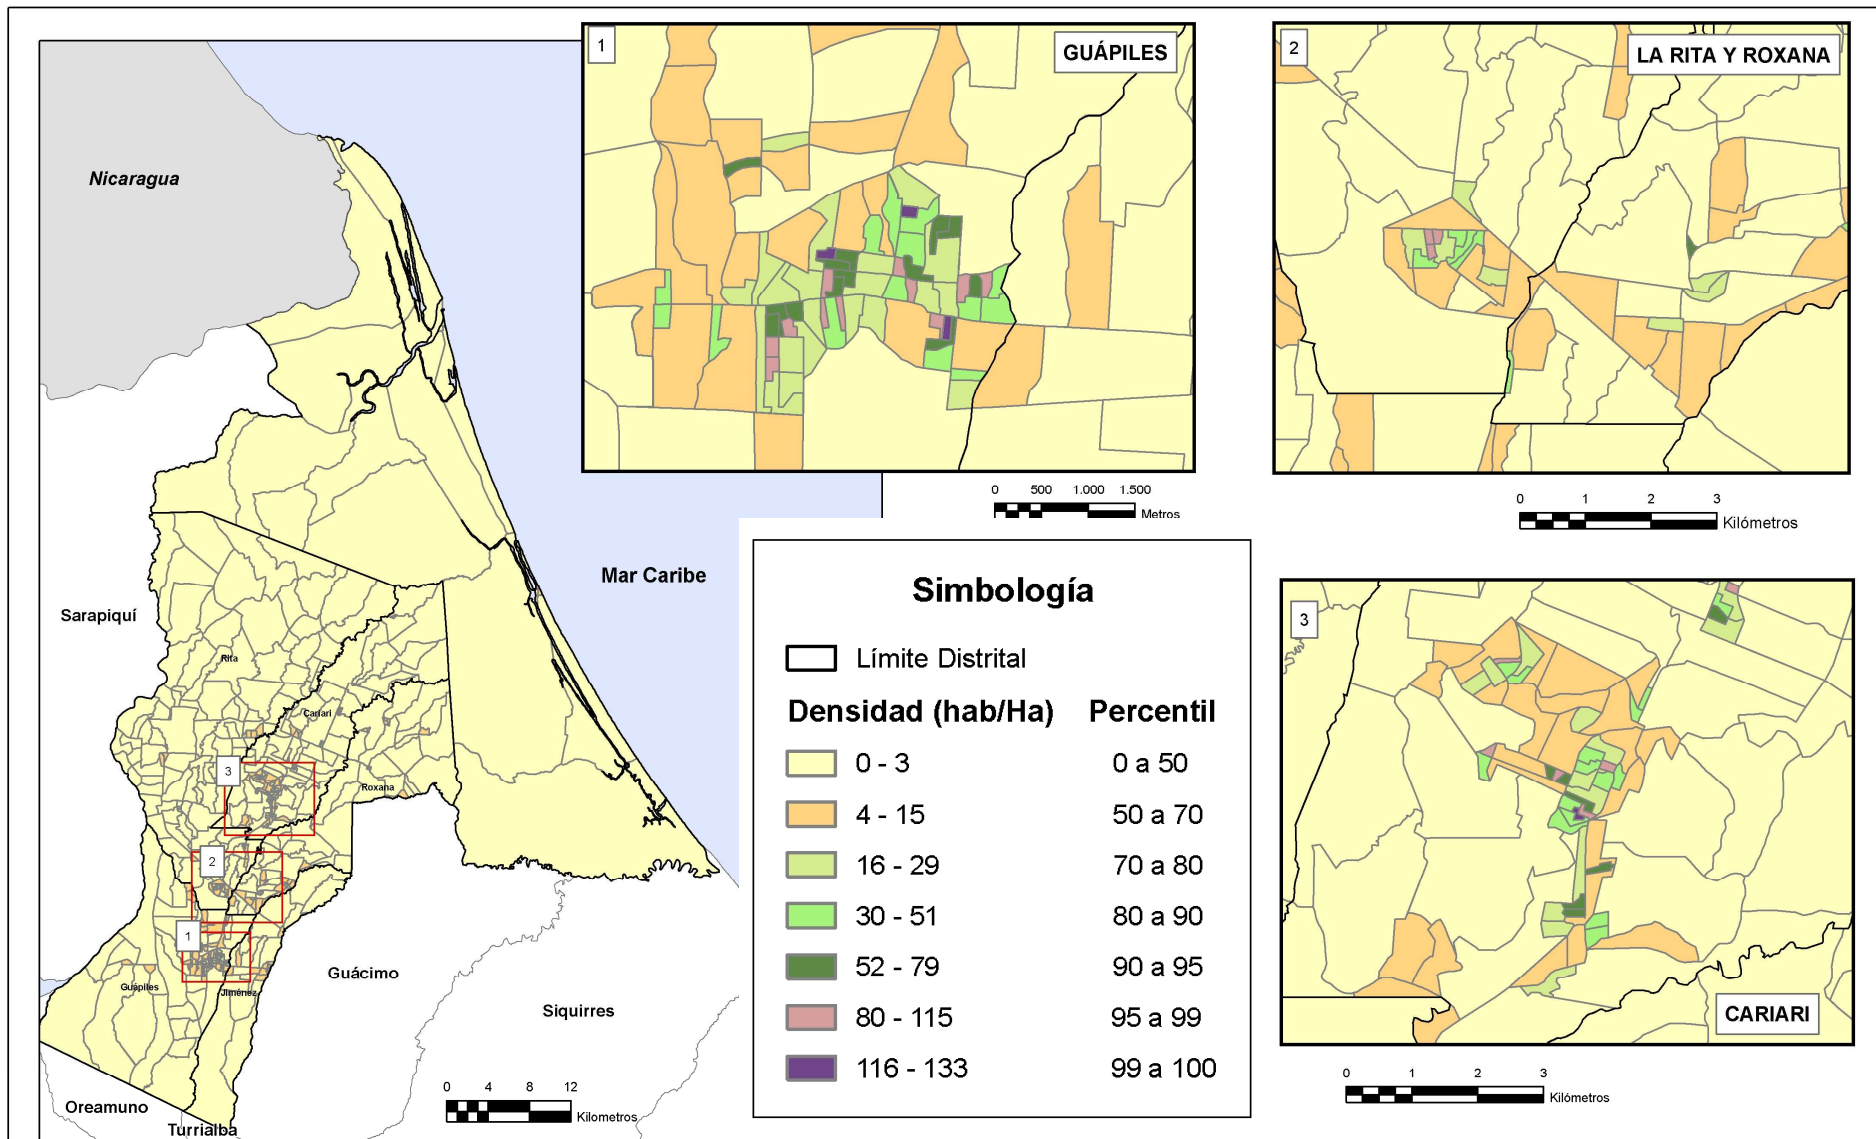 Nicaragua
Mar Caribe
Sarapiquí
Rita
Cariari
Roxana
3
2
1
Guápiles
Jiménez
Guácimo
Siquirres
Oreamuno
Turrialba
0 4 8 12
Kilometros
1
GUÁPILES
0 500 1.000 1.500
Metros
2
LA RITA Y ROXANA
0 1 2 3
Kilómetros
Simbología
Límite Distrital
Densidad (hab/Ha) Percentil
0 - 3 0 a 50
4 - 15 50 a 70
16 - 29 70 a 80
30 - 51 80 a 90
52 - 79 90 a 95
80 - 115 95 a 99
116 - 133 99 a 100
3
CARIARI
0 1 2 3
Kilómetros